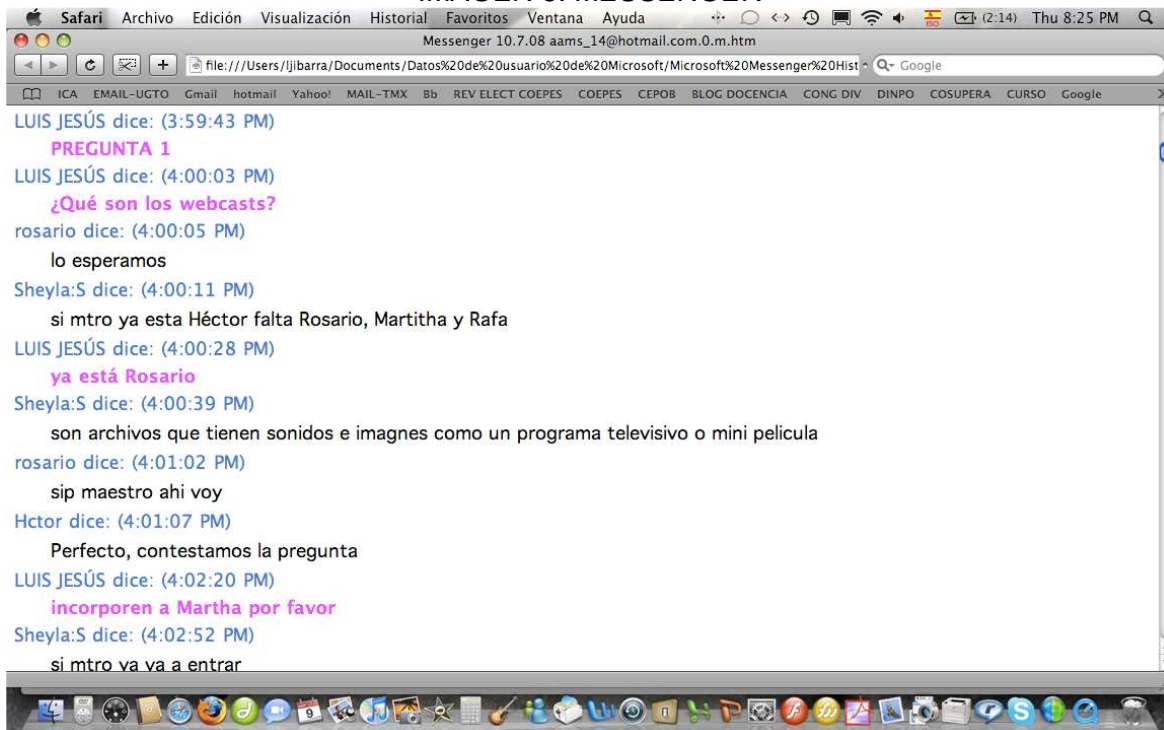 Safari Archivo Edición Visualización Historial Favoritos Ventana Ayuda (2:14) Thu 8:25 PM
Messenger 10.7.08 aams_14@hotmail.com.0.m.htm
file:///Users/ljibarra/Documents/Datos%20de%20usuario%20de%20Microsoft/Microsoft%20Messenger%20Hist Google
ICA EMAIL-UGTO Gmail hotmail Yahoo! MAIL-TMX Bb REV ELECT COEPES COEPES CEPOB BLOG DOCENCIA CONG DIV DINPO COSUPERA CURSO Google
LUIS JESÚS dice: (3:59:43 PM)
PREGUNTA 1
LUIS JESÚS dice: (4:00:03 PM)
¿Qué son los webcasts?
rosario dice: (4:00:05 PM)
lo esperamos
Sheyla:S dice: (4:00:11 PM)
si mtro ya esta Héctor falta Rosario, Martitha y Rafa
LUIS JESÚS dice: (4:00:28 PM)
ya está Rosario
Sheyla:S dice: (4:00:39 PM)
son archivos que tienen sonidos e imagnes como un programa televisivo o mini pelicula
rosario dice: (4:01:02 PM)
sip maestro ahi voy
Hctor dice: (4:01:07 PM)
Perfecto, contestamos la pregunta
LUIS JESÚS dice: (4:02:20 PM)
incorporen a Martha por favor
Sheyla:S dice: (4:02:52 PM)
si mtro ya va a entrar